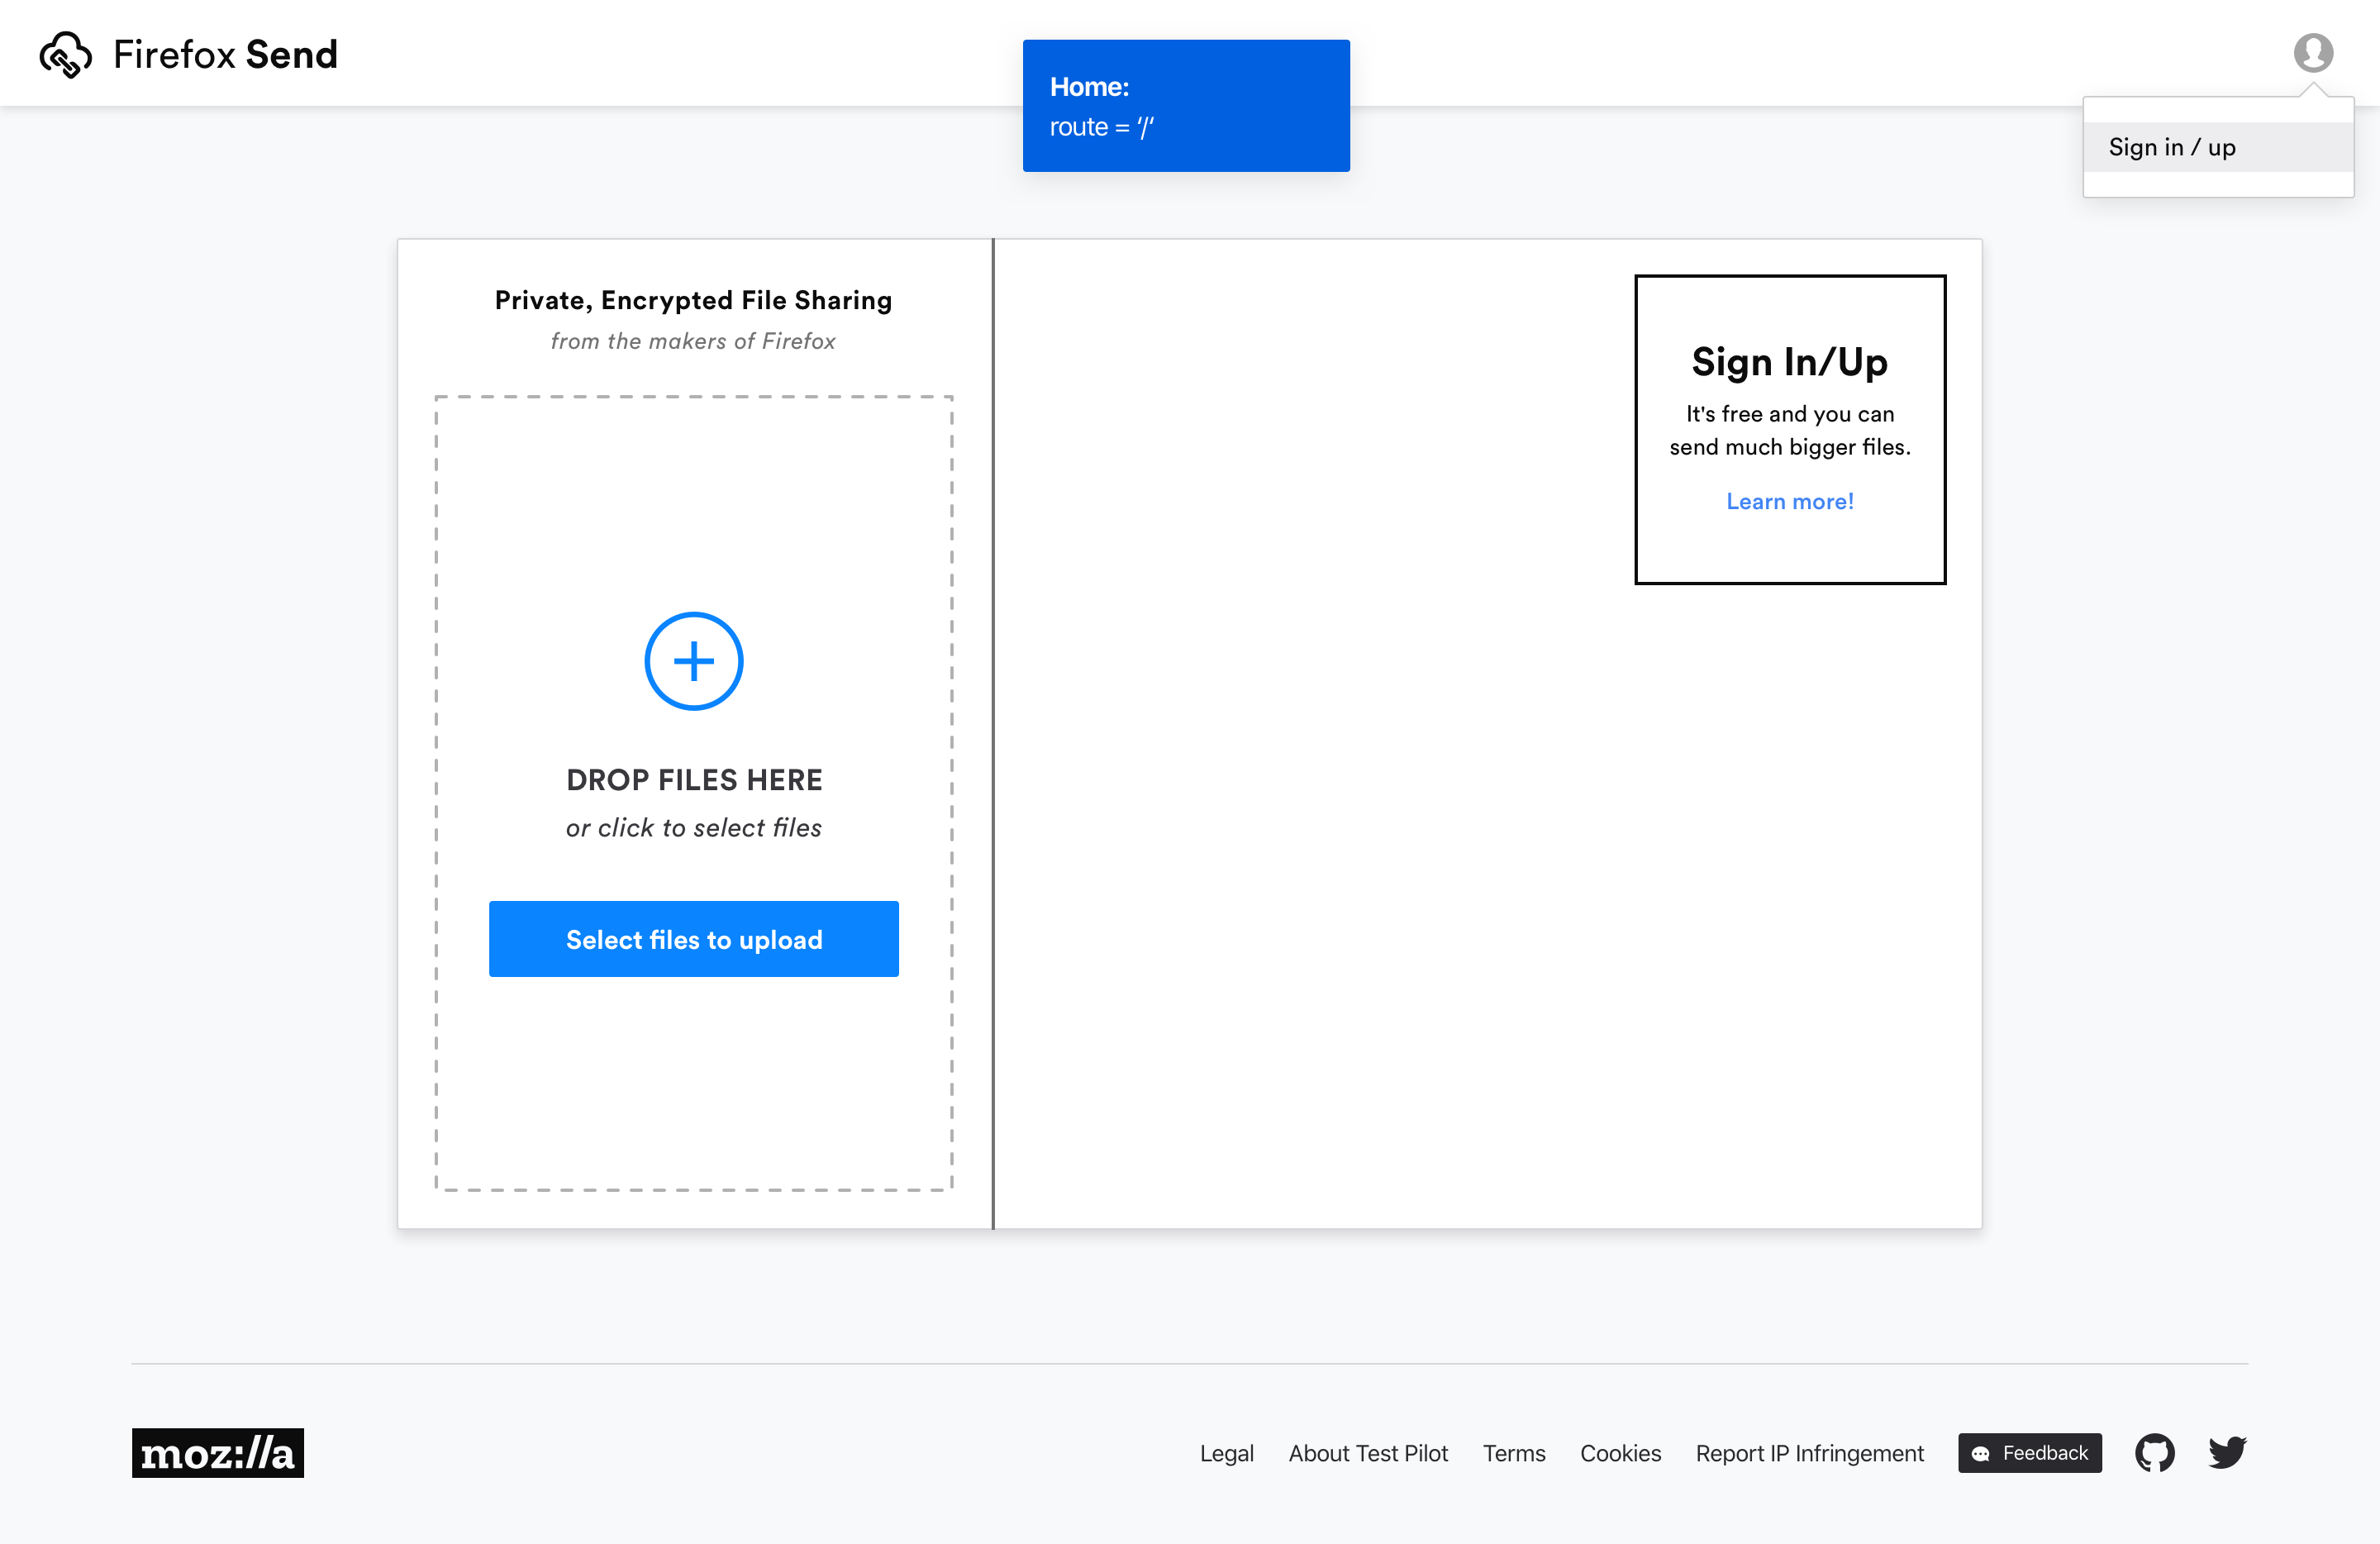 Firefox Send
Home:
route = ‘/‘
Sign in / up
Private, Encrypted File Sharing
from the makers of Firefox
DROP FILES HERE
or click to select files
Select files to upload
Sign In/Up
It's free and you can
send much bigger files.
Learn more!
moz://a
Legal
About Test Pilot
Terms
Cookies
Report IP Infringement
Feedback